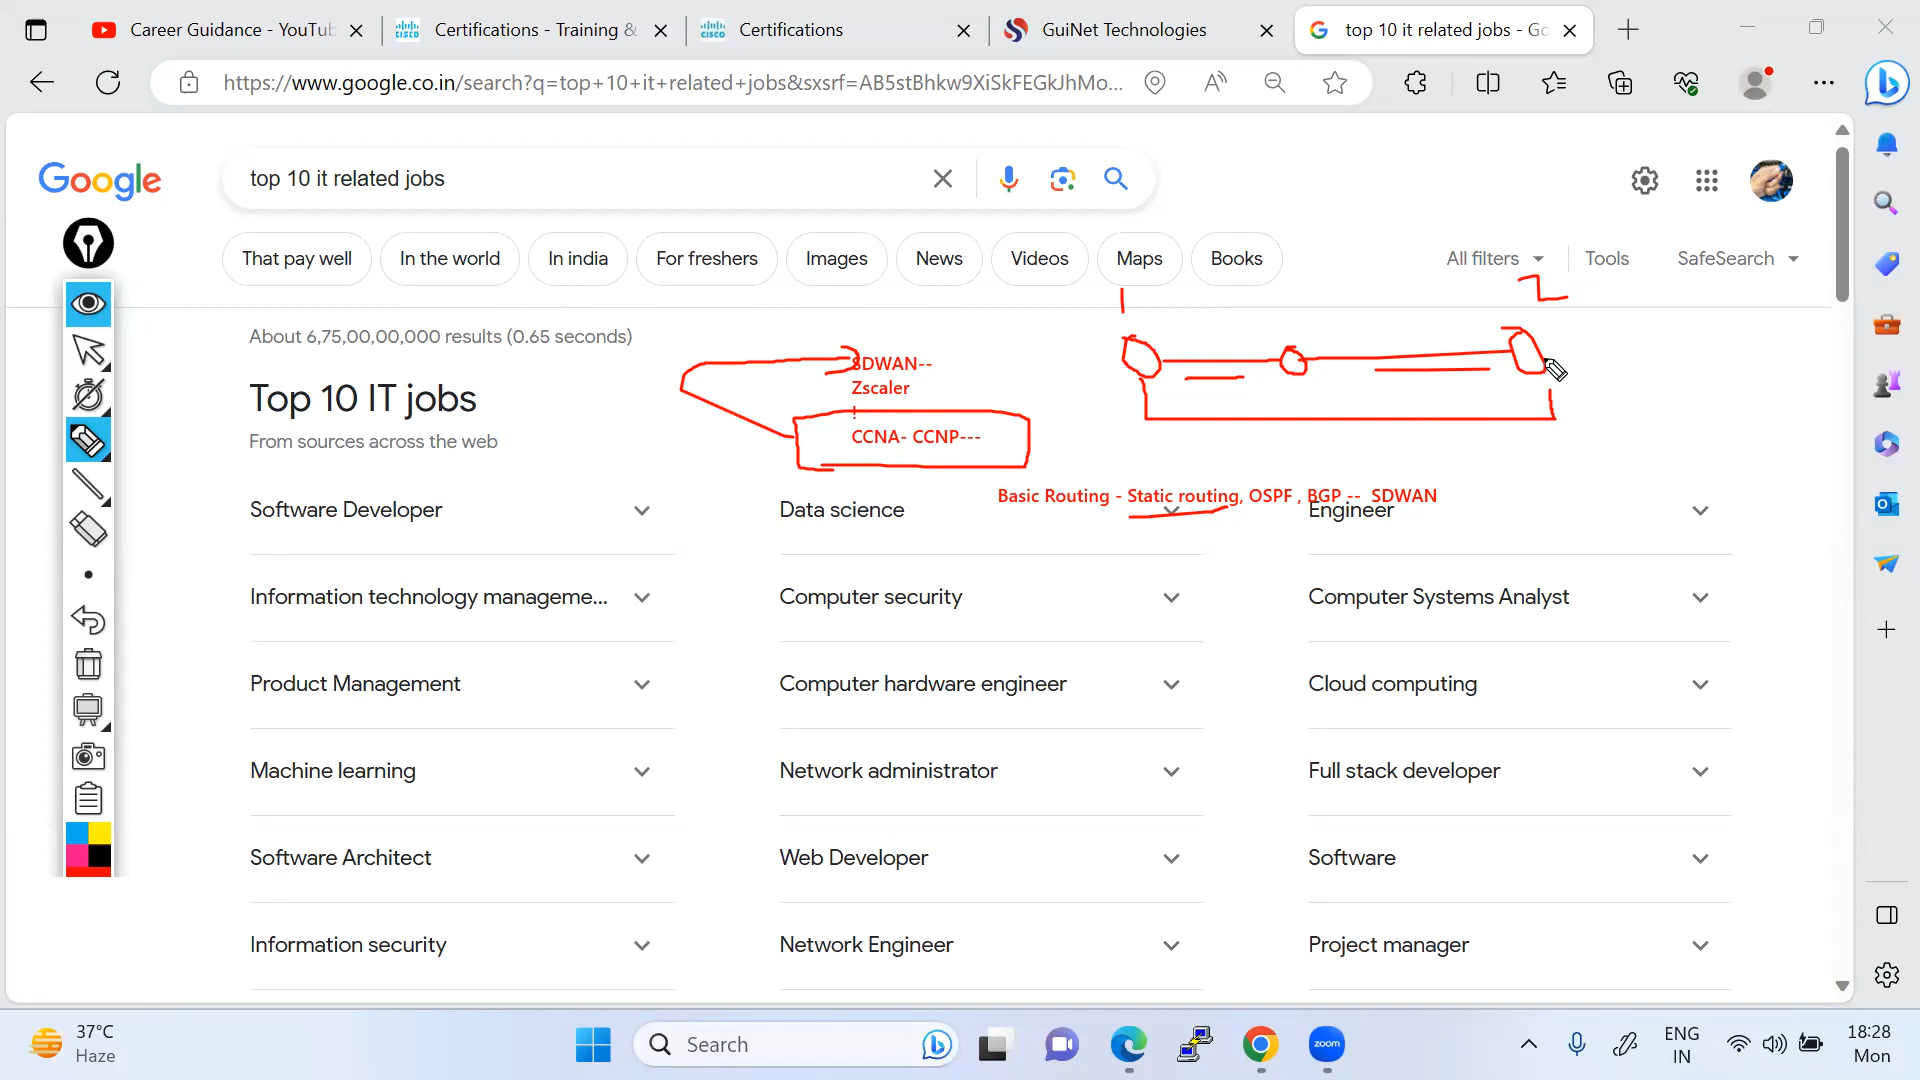 Career Guidance - YouTub
Certifications - Training &
Certifications
GuiNet Technologies
top 10 it related jobs - Go
https://www.google.co.in/search?q=top+10+it+related+jobs&sxsrf=AB5stBhkw9XiSkFEGkJhMo...
Google
top 10 it related jobs
That pay well
In the world
In india
For freshers
Images
News
Videos
Maps
Books
All filters
Tools
SafeSearch
1
2
About 6,75,00,00,000 results (0.65 seconds)
SDWAN--
Zscaler
!
CCNA- CCNP---
Top 10 IT jobs
From sources across the web
Basic Routing - Static routing, OSPF , BGP -- SDWAN
Software Developer
Data science
Engineer
Information technology manageme...
Computer security
Computer Systems Analyst
Product Management
Computer hardware engineer
Cloud computing
Machine learning
Network administrator
Full stack developer
Software Architect
Web Developer
Software
Information security
Network Engineer
Project manager
37°C
Haze
Search
zoom
ENG
IN
18:28
Mon